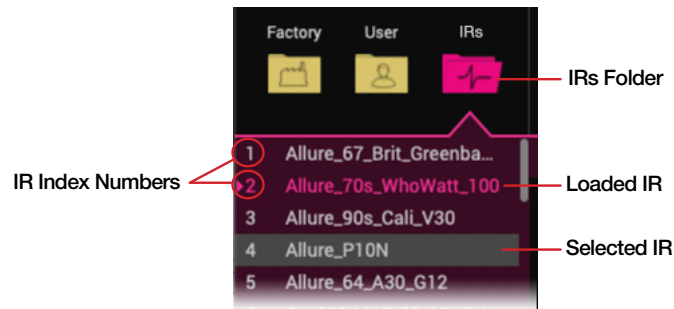 Factory User IRs
IRs Folder
1 Allure_67_Brit_Greenba...
IR Index Numbers
2 Allure_70s_WhoWatt_100
Loaded IR
3 Allure_90s_Cali_V30
4 Allure_P10N
Selected IR
5 Allure_64_A30_G12